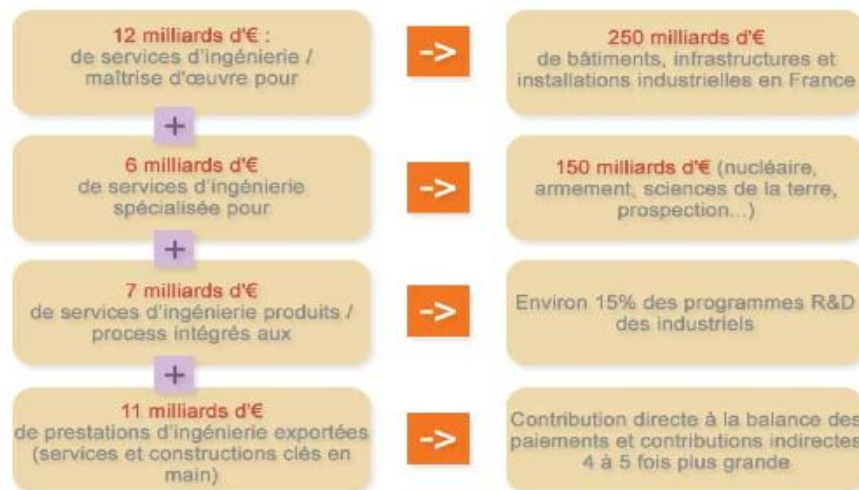 12 milliards d'€ :
de services d'ingénierie /
maîtrise d'œuvre pour
->
250 milliards d'€
de bâtiments, infrastructures et
installations industrielles en France
+
6 milliards d'€
de services d'ingénierie
spécialisée pour
->
150 milliards d'€ (nucléaire,
armement, sciences de la terre,
prospection...)
+
7 milliards d'€
de services d'ingénierie produits /
process intégrés aux
->
Environ 15% des programmes R&D
des industriels
+
11 milliards d'€
de prestations d'ingénierie exportées
(services et constructions clés en
main)
->
Contribution directe à la balance des
paiements et contributions indirectes
4 à 5 fois plus grande